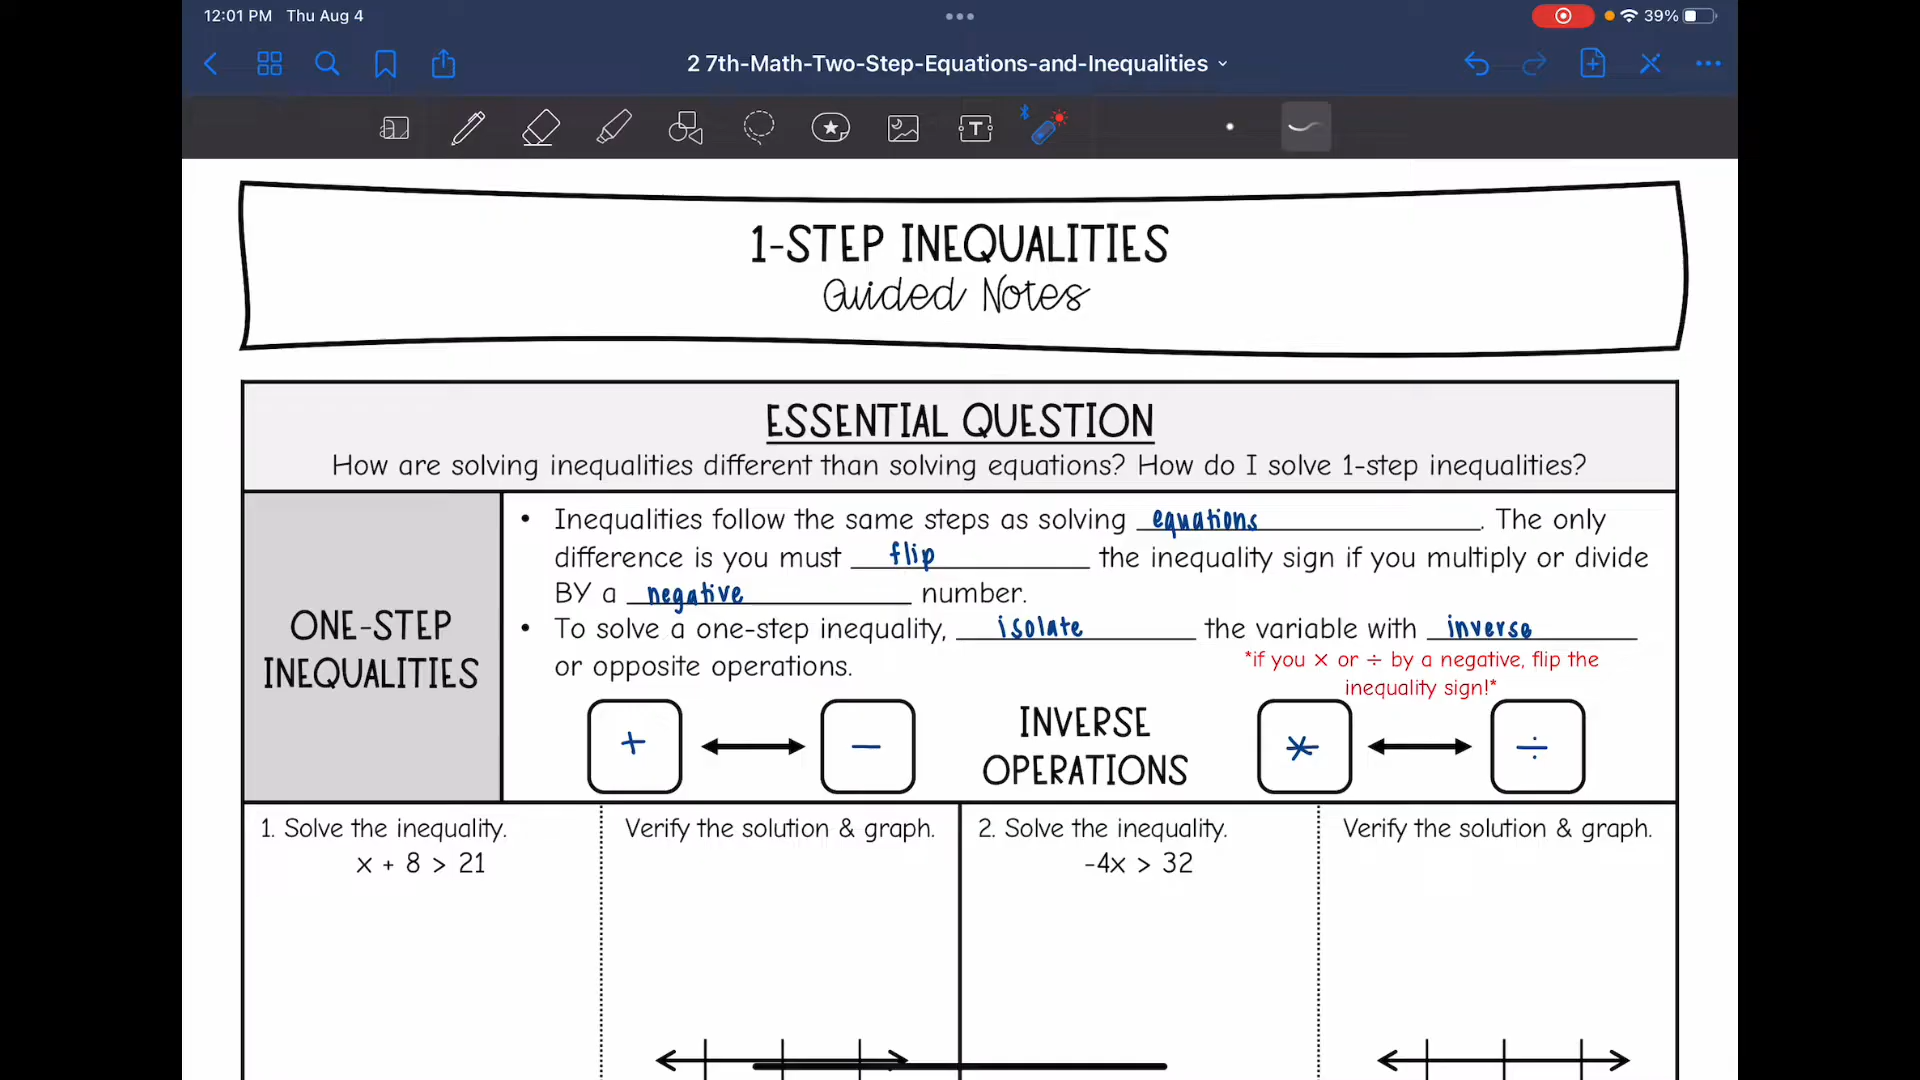 12:01 PM Thu Aug 4
39%
2 7th-Math-Two-Step-Equations-and-Inequalities
T
1-STEP INEQUALITIES
Guided Notes
ESSENTIAL QUESTION
How are solving inequalities different than solving equations? How do I solve 1-step inequalities?
ONE-STEP
INEQUALITIES
• Inequalities follow the same steps as solving equations. The only
difference is you must flip the inequality sign if you multiply or divide
BY a negative number.
• To solve a one-step inequality, isolate the variable with inverse
or opposite operations.
*if you × or ÷ by a negative, flip the
inequality sign!*
+ −
INVERSE
OPERATIONS
* ÷
1. Solve the inequality.
x + 8 > 21
Verify the solution & graph.
2. Solve the inequality.
-4x > 32
Verify the solution & graph.